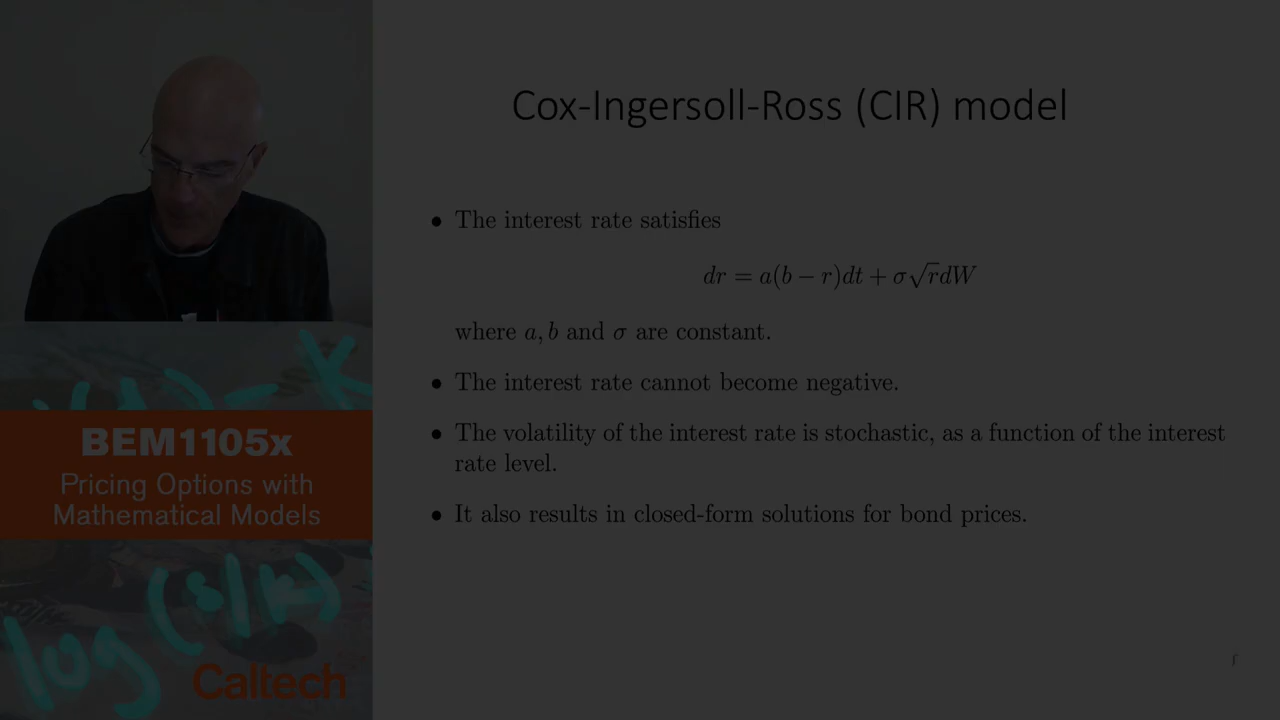 Cox-Ingersoll-Ross (CIR) model
• The interest rate satisfies
dr = a(b − r)dt + σ√r dW
where a, b and σ are constant.
• The interest rate cannot become negative.
• The volatility of the interest rate is stochastic, as a function of the interest
rate level.
• It also results in closed-form solutions for bond prices.
BEM1105x
Pricing Options with
Mathematical Models
log(s/K)
Caltech